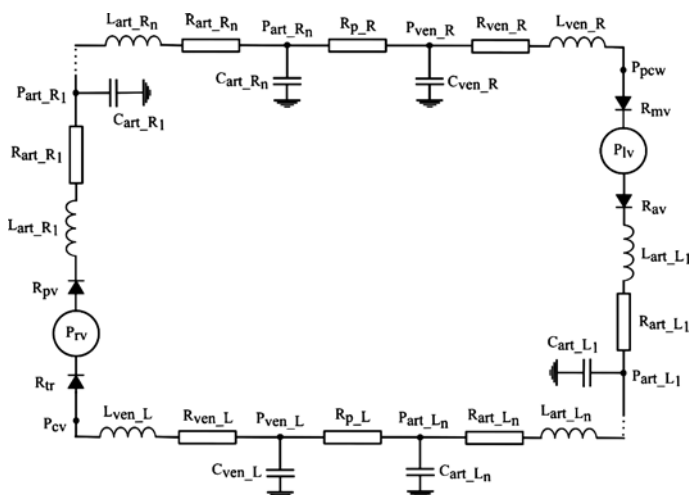 Lart_Rn
Rart_Rn
Part_Rn
Rp_R
Pven_R
Rven_R
Lven_R
Cart_Rn
Cven_R
Ppcw
Part_R1
Cart_R1
Rmv
Rart_R1
Plv
Rav
Lart_R1
Lart_L1
Rpv
Prv
Rart_L1
Cart_L1
Rtr
Part_L1
Pcv
Lven_L
Rven_L
Pven_L
Rp_L
Part_Ln
Rart_Ln
Lart_Ln
Cven_L
Cart_Ln